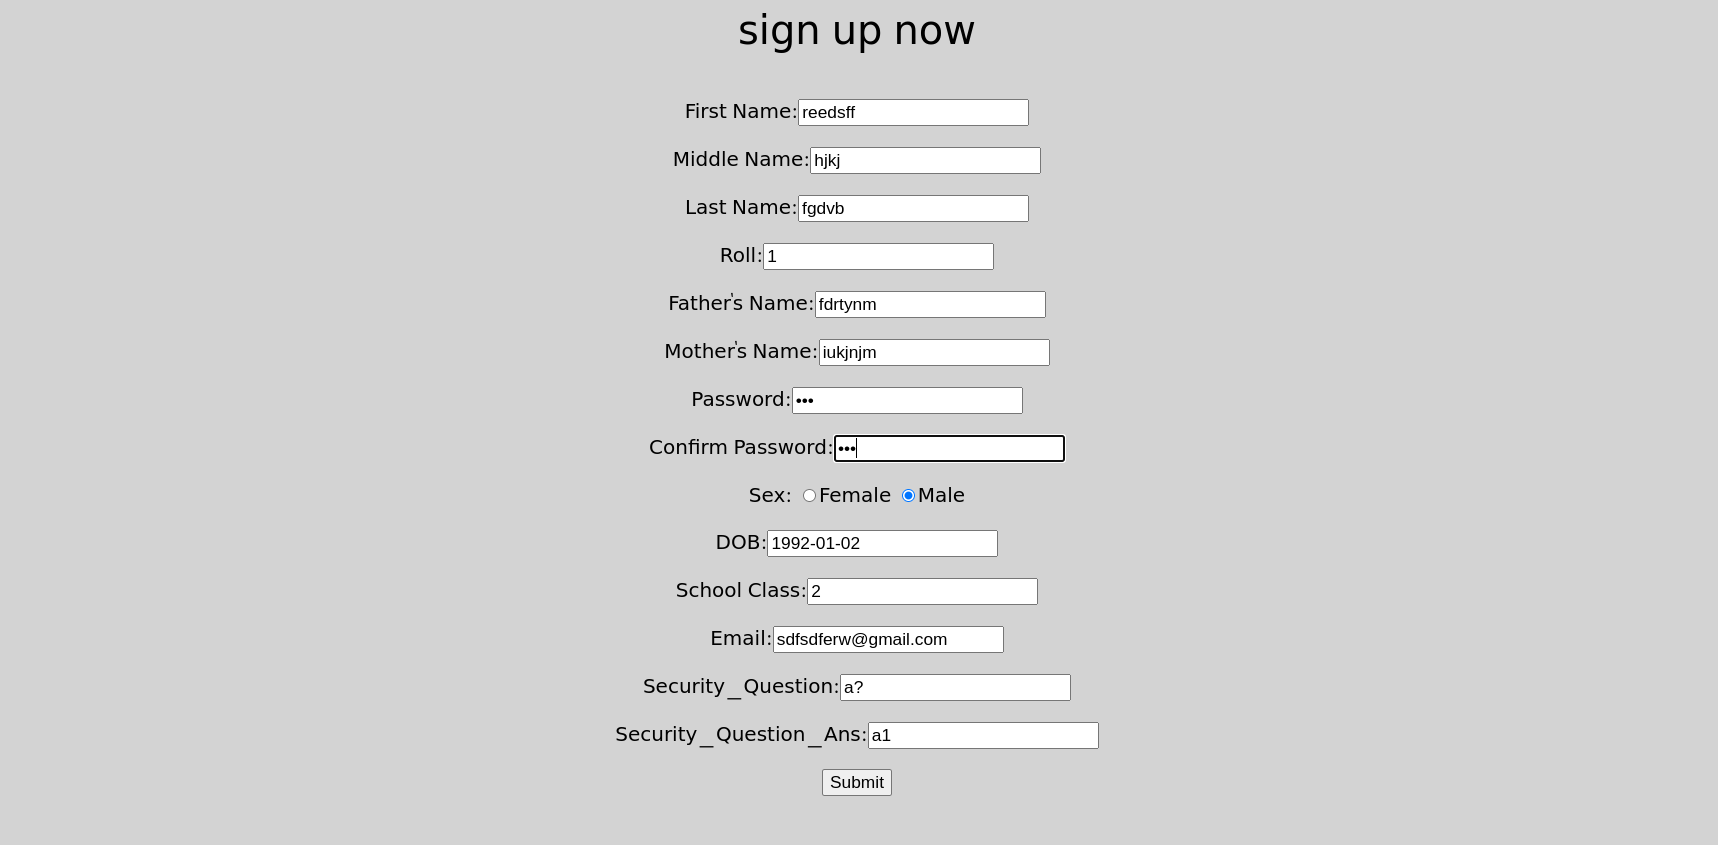 sign up now
First Name:reedsff
Middle Name:hjkj
Last Name:fgdvb
Roll:1
Father's Name:fdrtynm
Mother's Name:iukjnjm
Password:•••
Confirm Password:•••
Sex: Female Male
DOB:1992-01-02
School Class:2
Email:sdfsdferw@gmail.com
Security_Question:a?
Security_Question_Ans:a1
Submit